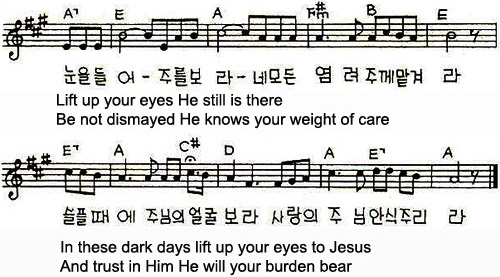 A7 E A F#m B E
눈을들 어-주를보 라-네모든 염 려 주께맡겨 라
Lift up your eyes He still is there
Be not dismayed He knows your weight of care
E7 A C# D A E7 A
슬플때 에 주님의얼굴 보라 사랑의 주 님안식주리 라
In these dark days lift up your eyes to Jesus
And trust in Him He will your burden bear